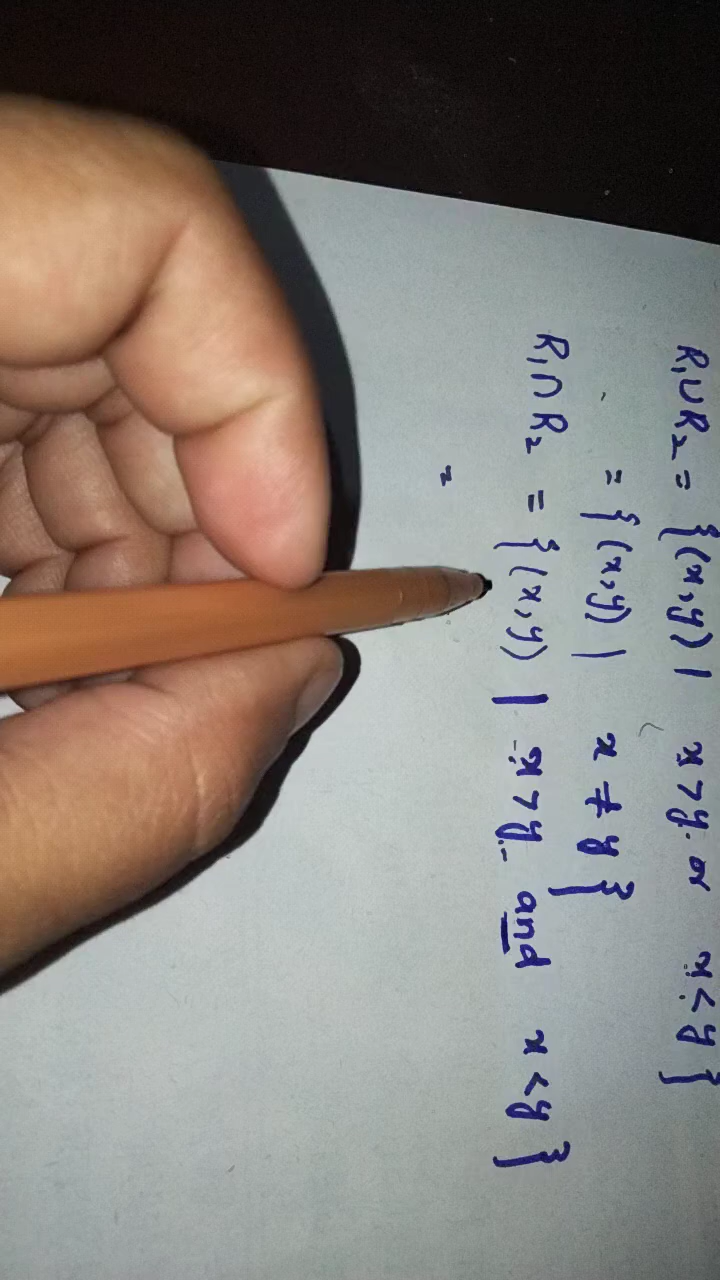 R₁∪R₂ = {(x,y) | x>y or x<y}
= {(x,y) | x ≠ y}
R₁∩R₂ = {(x,y) | x>y and x<y}
=